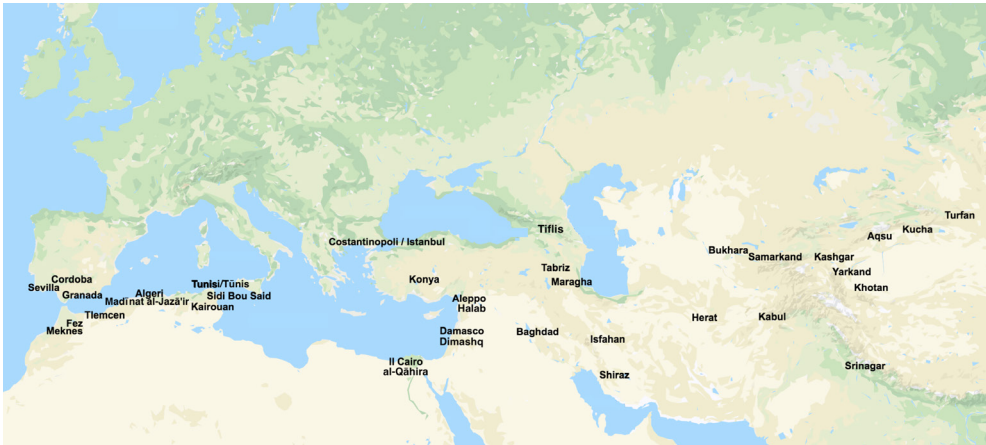 Turfan
Kucha
Aqsu
Tiflis
Costantinopoli / Istanbul
Bukhara
Samarkand
Kashgar
Tabriz
Yarkand
Cordoba
Konya
Maragha
Tunisi/Tūnis
Khotan
Sevilla
Algeri
Granada
Sidi Bou Said
Madīnat al-Jazā'ir
Kairouan
Aleppo
Halab
Tlemcen
Herat
Kabul
Fez
Meknes
Damasco
Dimashq
Baghdad
Isfahan
Il Cairo
al-Qāhira
Srinagar
Shiraz